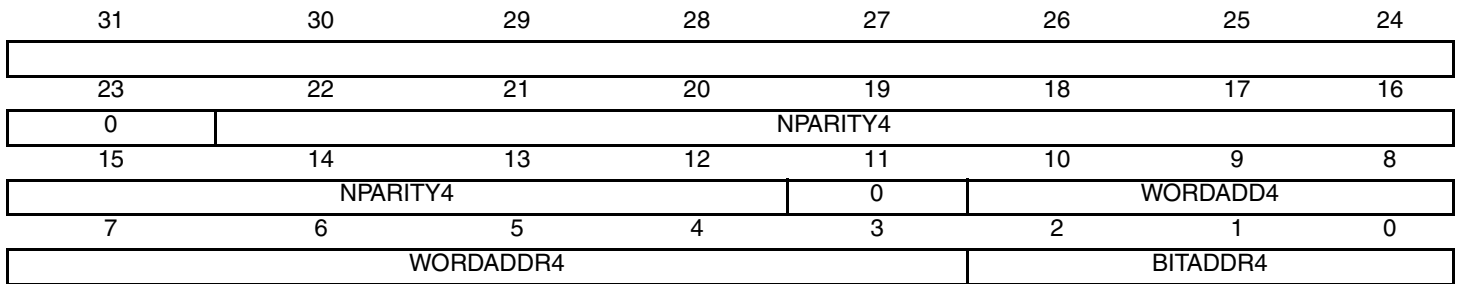 31 30 29 28 27 26 25 24
23 22 21 20 19 18 17 16
0 NPARITY4
15 14 13 12 11 10 9 8
NPARITY4 0 WORDADD4
7 6 5 4 3 2 1 0
WORDADDR4 BITADDR4